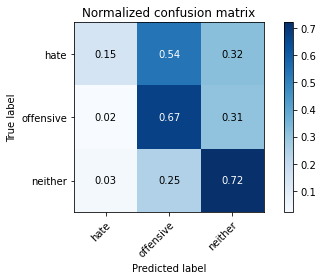 Normalized confusion matrix
True label
hate 0.15 0.54 0.32
offensive 0.02 0.67 0.31
neither 0.03 0.25 0.72
hate offensive neither
Predicted label
0.7
0.6
0.5
0.4
0.3
0.2
0.1